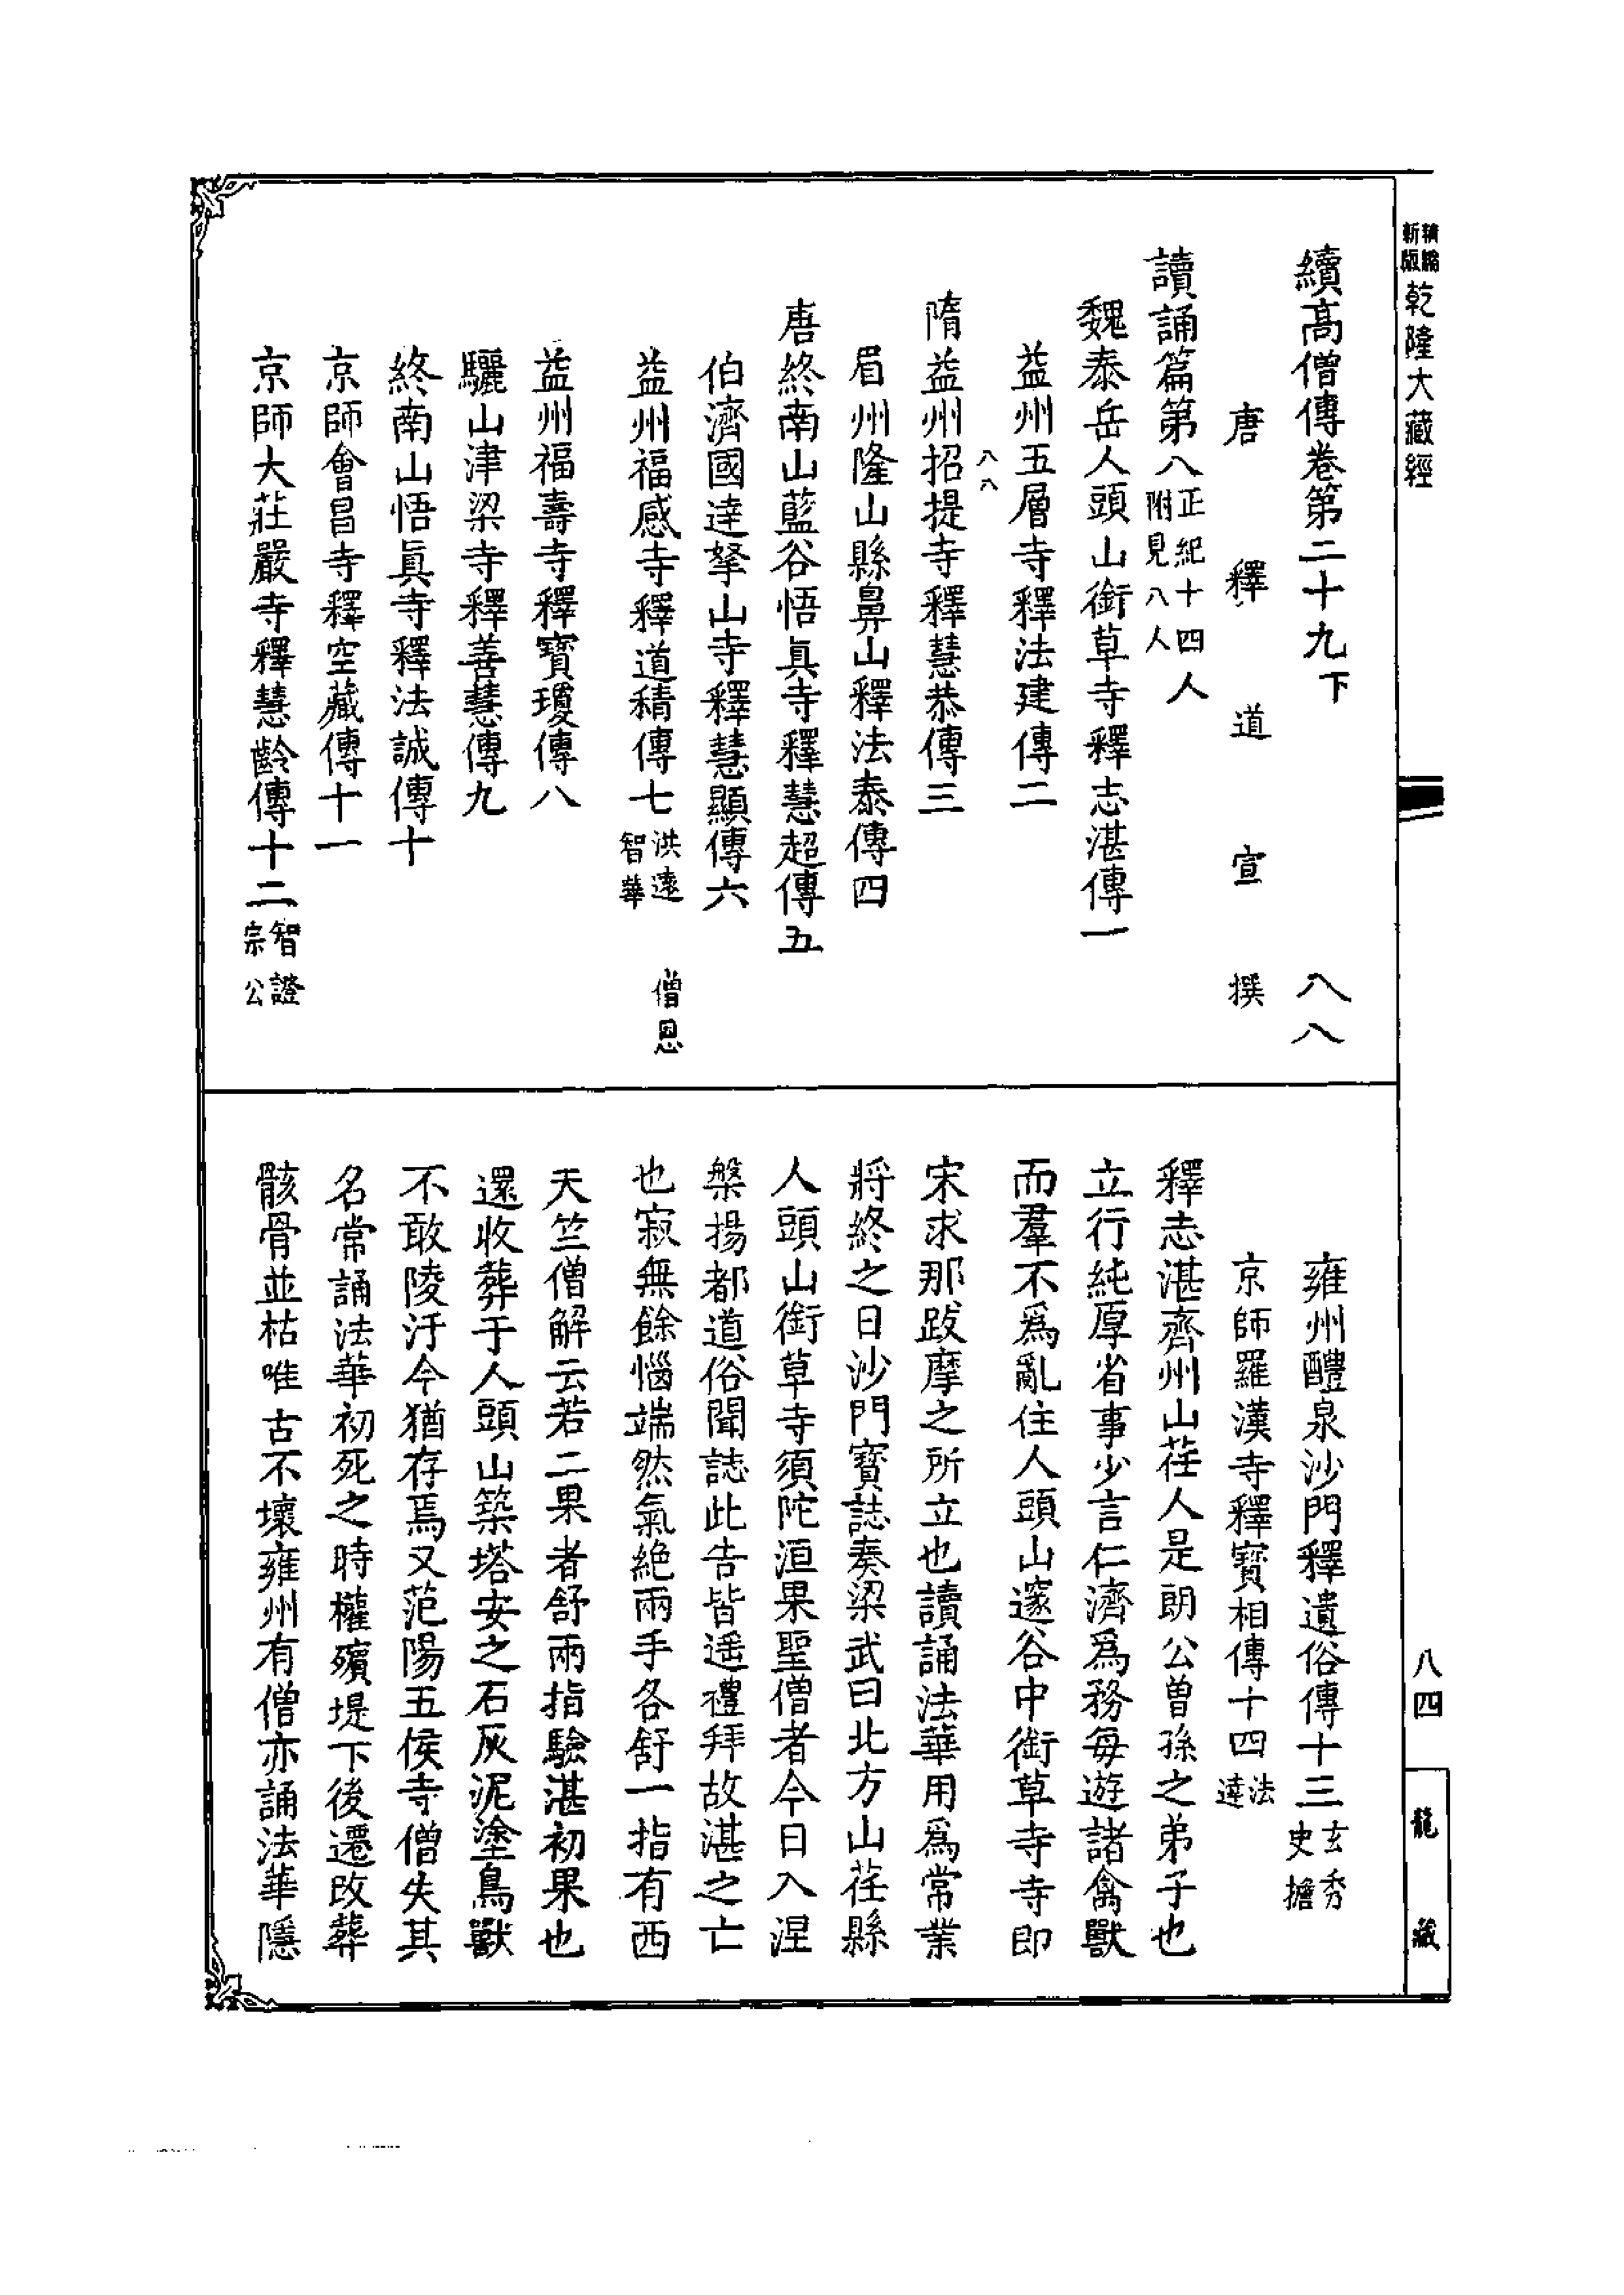 精編新版乾隆大藏經
續高僧傳卷第二十九下 八八
唐釋道宣撰
讀誦篇第八正紀十四人附見八人
魏泰岳人頭山銜草寺釋志湛傳一
益州五層寺釋法建傳二
八八
隋益州招提寺釋慧恭傳三
眉州隆山縣鼻山釋法泰傳四
唐終南山藍谷悟眞寺釋慧超傳五
伯濟國達拏山寺釋慧顯傳六
益州福感寺釋道積傳七洪遠 僧恩智華
益州福壽寺釋寶瓊傳八
驪山津梁寺釋善慧傳九
終南山悟眞寺釋法誠傳十
京師會昌寺釋空藏傳十一
京師大莊嚴寺釋慧齡傳十二智證宗公
雍州醴泉沙門釋遺俗傳十三玄秀史擔
京師羅漢寺釋寶相傳十四法達
釋志湛齊州山茌人是朗公曾孫之弟子也
立行純厚省事少言仁濟爲務每遊諸禽獸
而羣不爲亂住人頭山邃谷中銜草寺寺即
宋求那跋摩之所立也讀誦法華用爲常業
將終之日沙門寶誌奏梁武曰北方山茌縣
人頭山銜草寺須陀洹果聖僧者今日入湼
槃揚都道俗聞誌此告皆遥禮拜故湛之亡
也寂無餘惱端然氣絶兩手各舒一指有西
天竺僧解云若二果者舒兩指驗湛初果也
還收葬于人頭山築塔安之石灰泥塗鳥獸
不敢陵汙今猶存焉又范陽五侯寺僧失其
名常誦法華初死之時權殯堤下後遷改葬
骸骨並枯唯古不壞雍州有僧亦誦法華隱
八四
龍藏